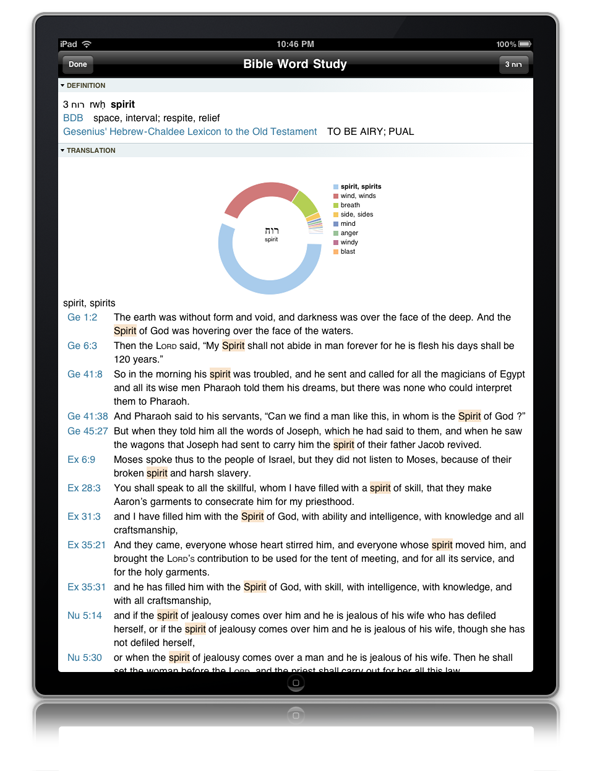 iPad 10:46 PM 100%
Done Bible Word Study 3 רוח
DEFINITION
3 רוח rwḥ spirit
BDB space, interval; respite, relief
Gesenius' Hebrew-Chaldee Lexicon to the Old Testament TO BE AIRY; PUAL
TRANSLATION
רוח
spirit
spirit, spirits
wind, winds
breath
side, sides
mind
anger
windy
blast
spirit, spirits
Ge 1:2 The earth was without form and void, and darkness was over the face of the deep. And the
Spirit of God was hovering over the face of the waters.
Ge 6:3 Then the LORD said, “My Spirit shall not abide in man forever for he is flesh his days shall be
120 years.”
Ge 41:8 So in the morning his spirit was troubled, and he sent and called for all the magicians of Egypt
and all its wise men Pharaoh told them his dreams, but there was none who could interpret
them to Pharaoh.
Ge 41:38 And Pharaoh said to his servants, “Can we find a man like this, in whom is the Spirit of God ?”
Ge 45:27 But when they told him all the words of Joseph, which he had said to them, and when he saw
the wagons that Joseph had sent to carry him the spirit of their father Jacob revived.
Ex 6:9 Moses spoke thus to the people of Israel, but they did not listen to Moses, because of their
broken spirit and harsh slavery.
Ex 28:3 You shall speak to all the skillful, whom I have filled with a spirit of skill, that they make
Aaron's garments to consecrate him for my priesthood.
Ex 31:3 and I have filled him with the Spirit of God, with ability and intelligence, with knowledge and all
craftsmanship,
Ex 35:21 And they came, everyone whose heart stirred him, and everyone whose spirit moved him, and
brought the LORD's contribution to be used for the tent of meeting, and for all its service, and
for the holy garments.
Ex 35:31 and he has filled him with the Spirit of God, with skill, with intelligence, with knowledge, and
with all craftsmanship,
Nu 5:14 and if the spirit of jealousy comes over him and he is jealous of his wife who has defiled
herself, or if the spirit of jealousy comes over him and he is jealous of his wife, though she has
not defiled herself,
Nu 5:30 or when the spirit of jealousy comes over a man and he is jealous of his wife. Then he shall
set the woman before the LORD, and the priest shall carry out for her all this law